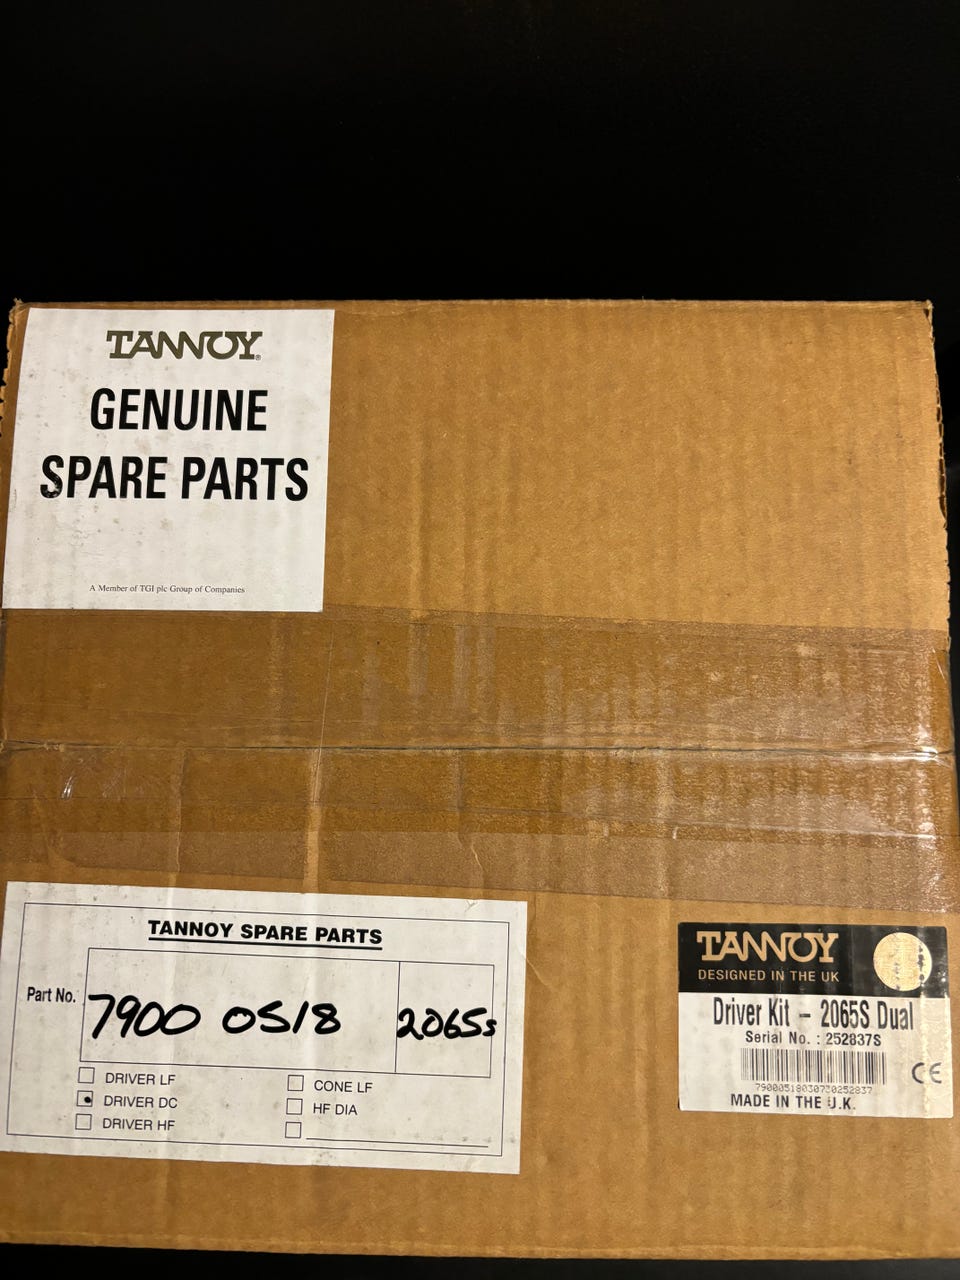 TANNOY®
GENUINE
SPARE PARTS
A Member of TGI plc Group of Companies
TANNOY SPARE PARTS
Part No. 7900 0518 2065s
DRIVER LF
DRIVER DC
DRIVER HF
CONE LF
HF DIA
TANNOY
DESIGNED IN THE UK
Driver Kit - 2065S Dual
Serial No. : 252837S
CE
MADE IN THE U.K.